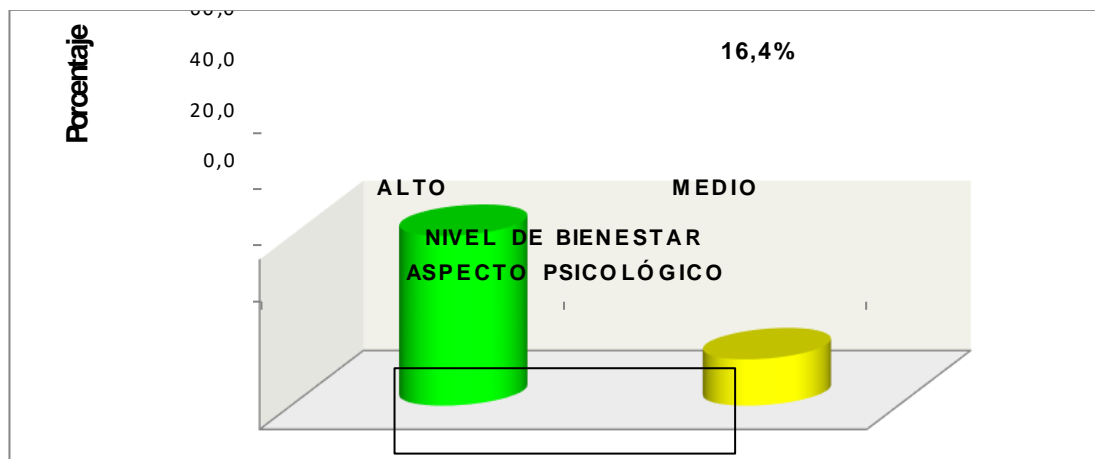 Porcentaje
40,0
20,0
0,0
16,4%
ALTO
MEDIO
NIVEL DE BIENESTAR
ASPECTO PSICOLÓGICO